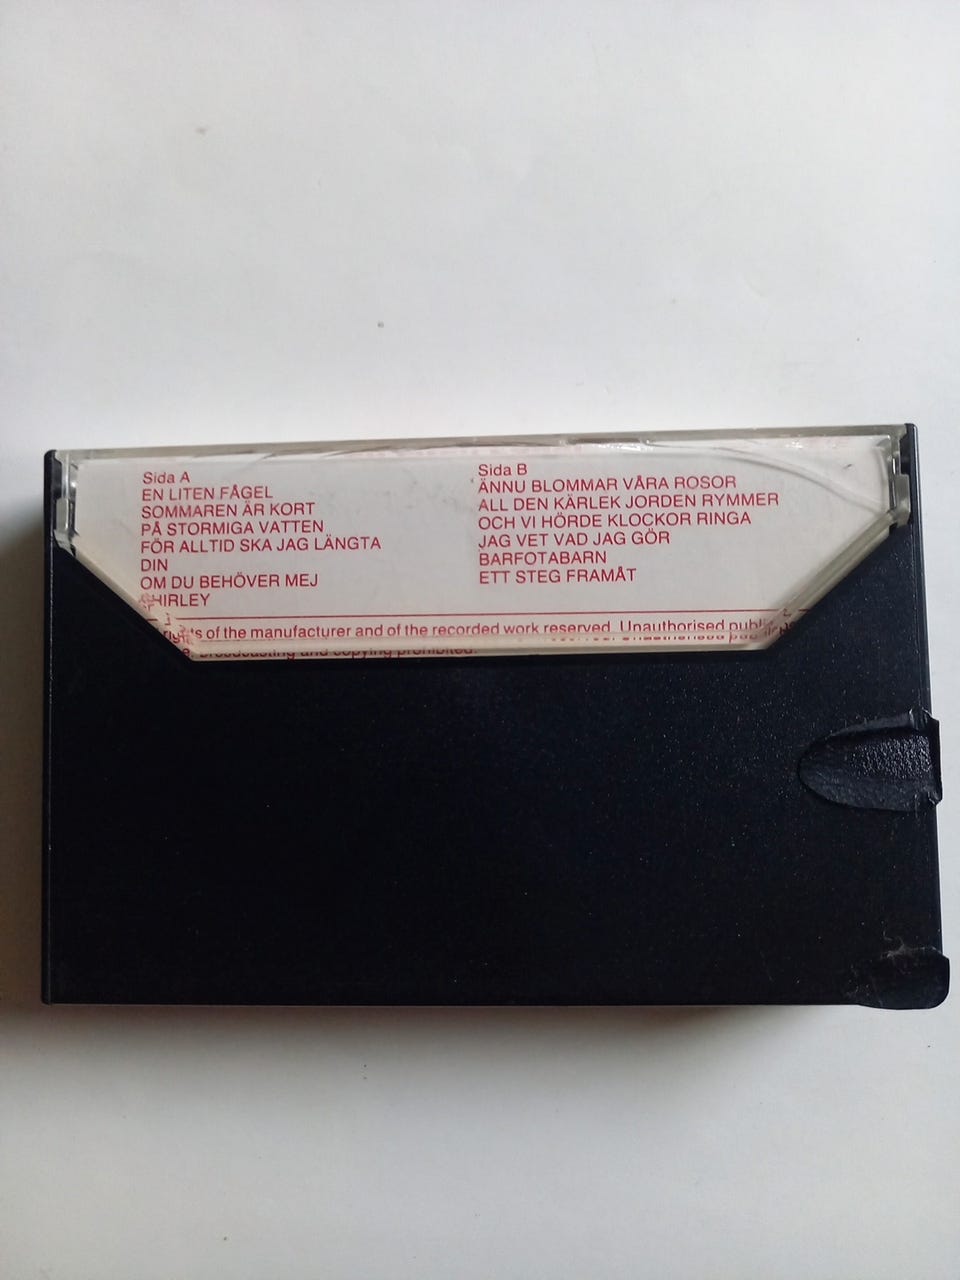 Sida A
EN LITEN FÅGEL
SOMMAREN ÄR KORT
PÅ STORMIGA VATTEN
FÖR ALLTID SKA JAG LÄNGTA
DIN
OM DU BEHÖVER MEJ
SHIRLEY
Sida B
ÄNNU BLOMMAR VÅRA ROSOR
ALL DEN KÄRLEK JORDEN RYMMER
OCH VI HÖRDE KLOCKOR RINGA
JAG VET VAD JAG GÖR
BARFOTABARN
ETT STEG FRAMÅT
rights of the manufacturer and of the recorded work reserved. Unauthorised
broadcasting and copying prohibited.